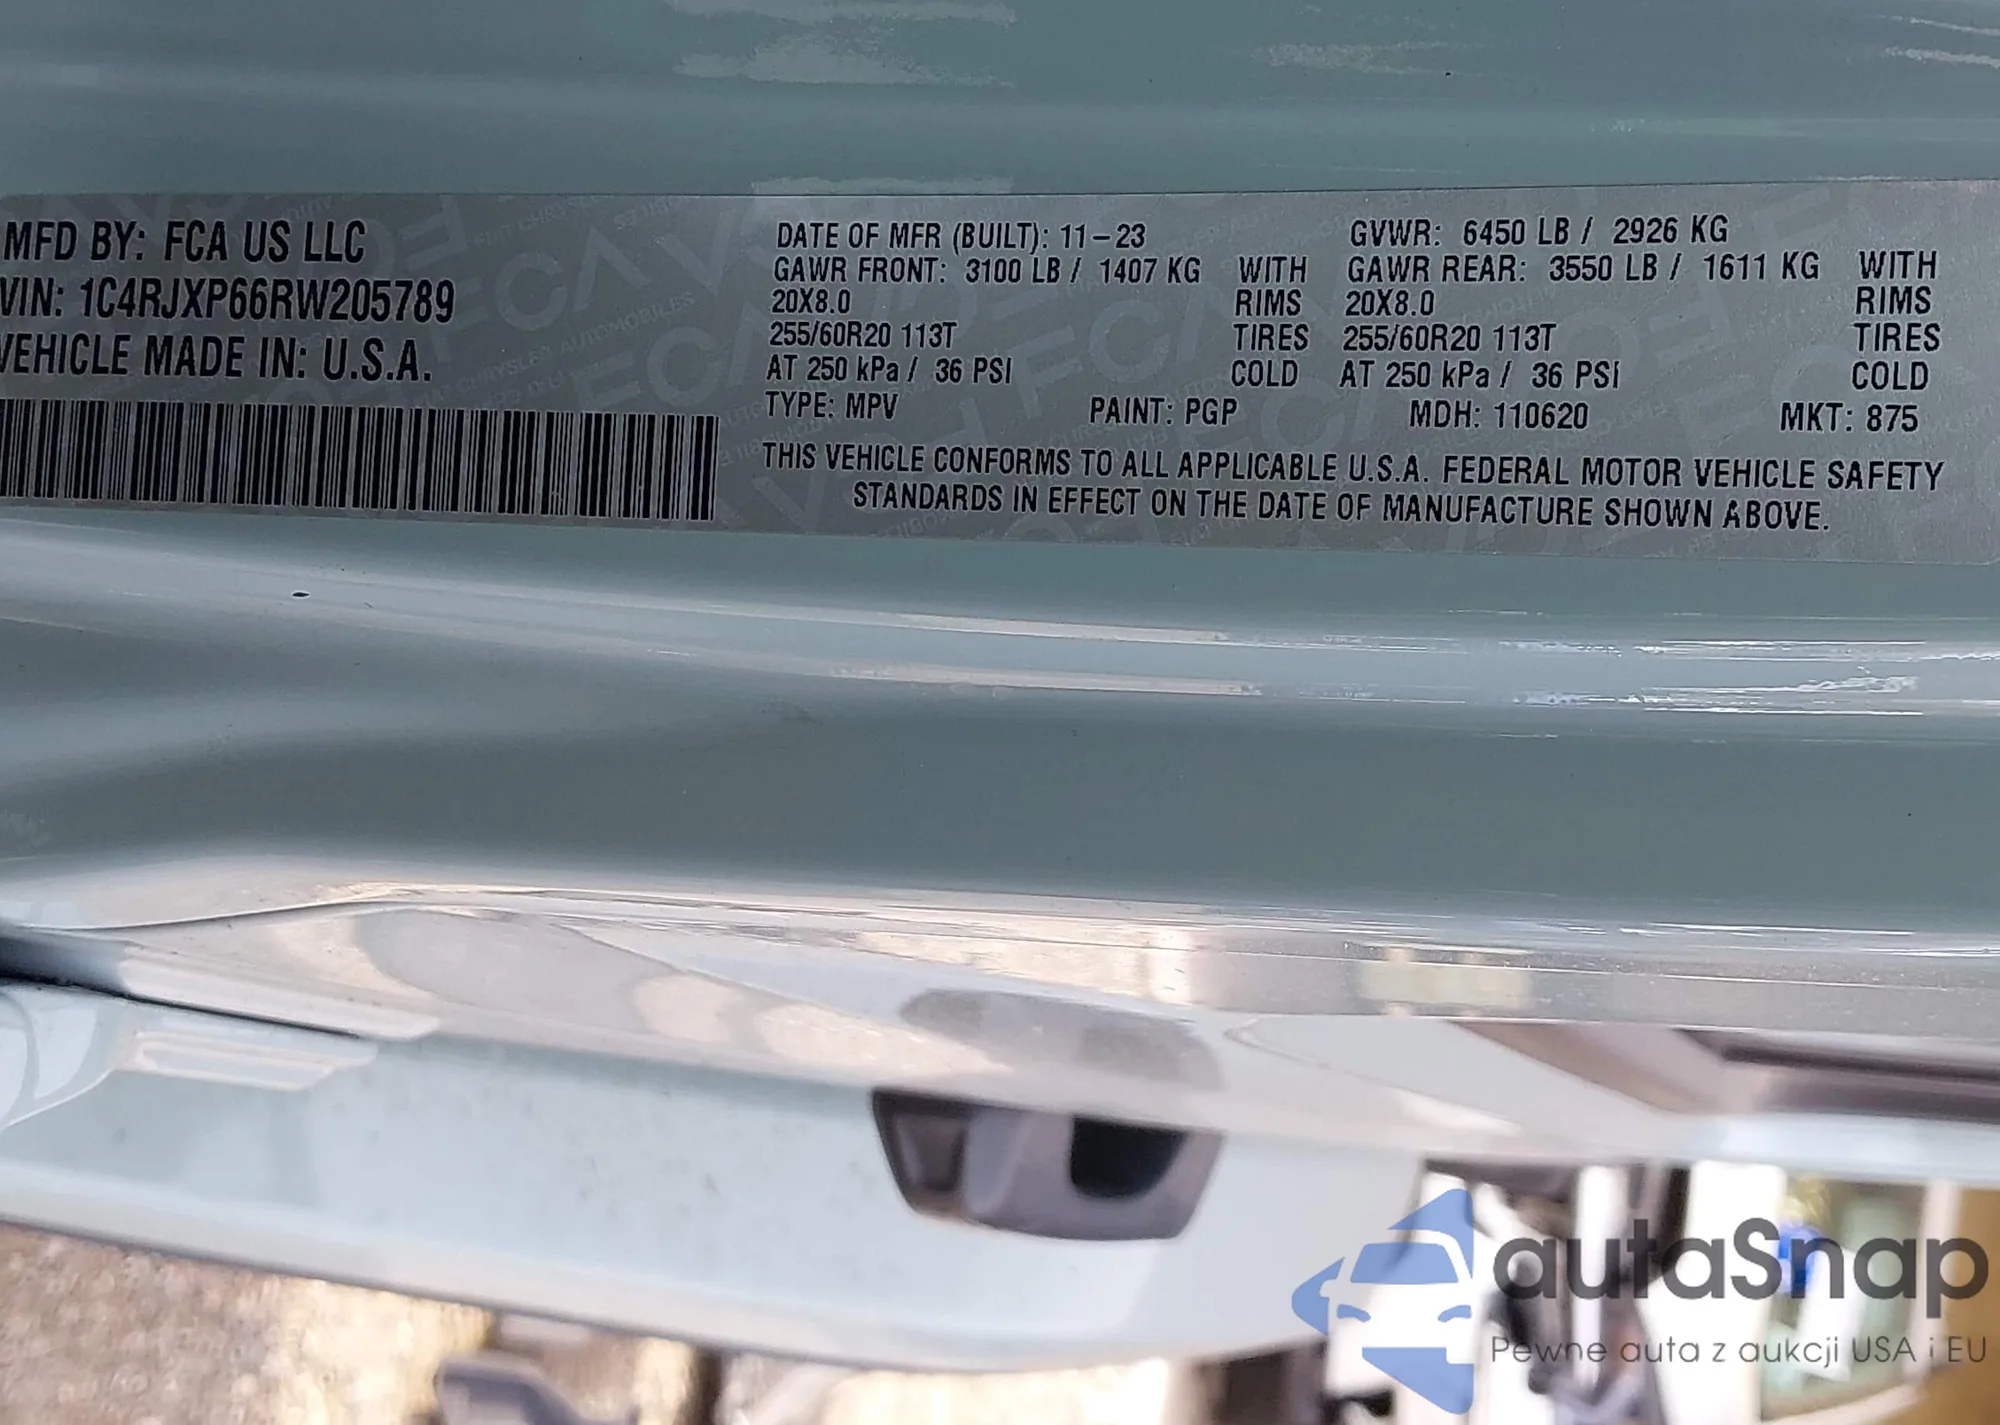 MFD BY: FCA US LLC
VIN: 1C4RJXP66RW205789
VEHICLE MADE IN: U.S.A.
DATE OF MFR (BUILT): 11-23 GVWR: 6450 LB / 2926 KG
GAWR FRONT: 3100 LB / 1407 KG WITH GAWR REAR: 3550 LB / 1611 KG WITH
20X8.0 RIMS 20X8.0 RIMS
255/60R20 113T TIRES 255/60R20 113T TIRES
AT 250 kPa / 36 PSI COLD AT 250 kPa / 36 PSI COLD
TYPE: MPV PAINT: PGP MDH: 110620 MKT: 875
THIS VEHICLE CONFORMS TO ALL APPLICABLE U.S.A. FEDERAL MOTOR VEHICLE SAFETY
STANDARDS IN EFFECT ON THE DATE OF MANUFACTURE SHOWN ABOVE.
autaSnap
Pewne auta z aukcji USA i EU